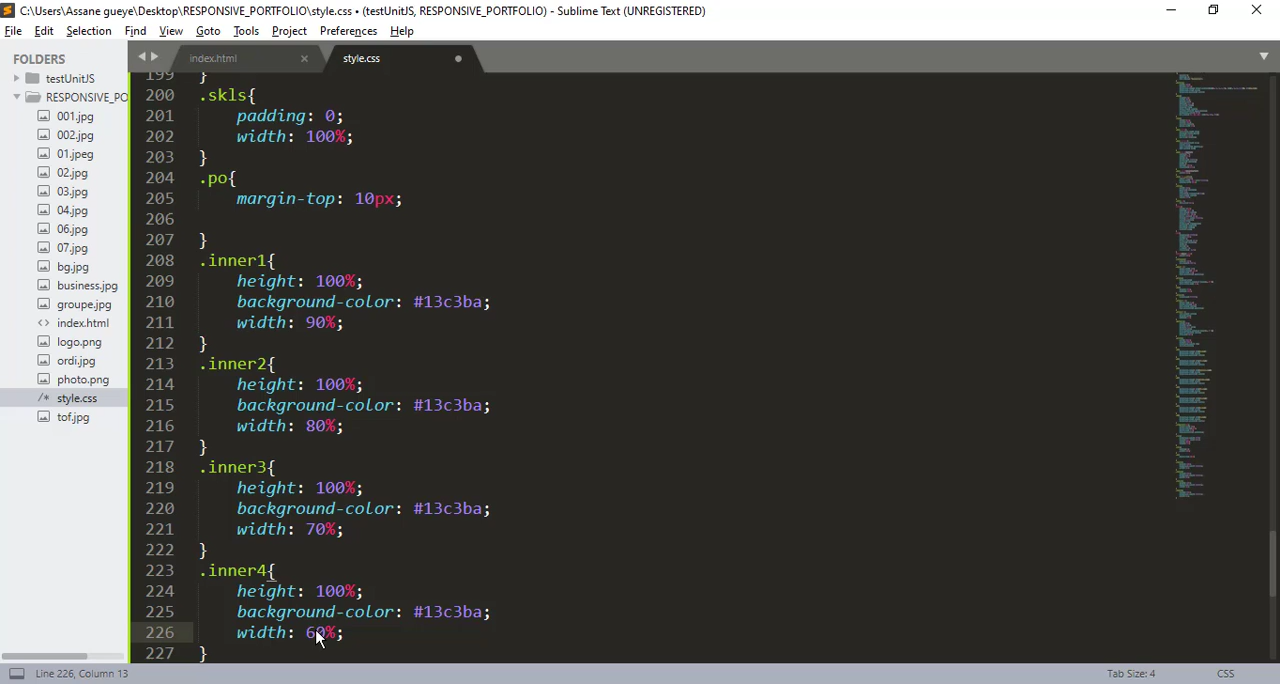 C:\Users\Assane gueye\Desktop\RESPONSIVE_PORTFOLIO\style.css • (testUnitJS, RESPONSIVE_PORTFOLIO) - Sublime Text (UNREGISTERED)
File Edit Selection Find View Goto Tools Project Preferences Help
FOLDERS
testUnitJS
RESPONSIVE_PO
001.jpg
002.jpg
01.jpeg
02.jpg
03.jpg
04.jpg
06.jpg
07.jpg
bg.jpg
business.jpg
groupe.jpg
<> index.html
logo.png
ordi.jpg
photo.png
/* style.css
tof.jpg
index.html
style.css
199 }
200 .skls{
201 padding: 0;
202 width: 100%;
203 }
204 .po{
205 margin-top: 10px;
206
207 }
208 .inner1{
209 height: 100%;
210 background-color: #13c3ba;
211 width: 90%;
212 }
213 .inner2{
214 height: 100%;
215 background-color: #13c3ba;
216 width: 80%;
217 }
218 .inner3{
219 height: 100%;
220 background-color: #13c3ba;
221 width: 70%;
222 }
223 .inner4{
224 height: 100%;
225 background-color: #13c3ba;
226 width: 60%;
227 }
Line 226, Column 13
Tab Size: 4
CSS